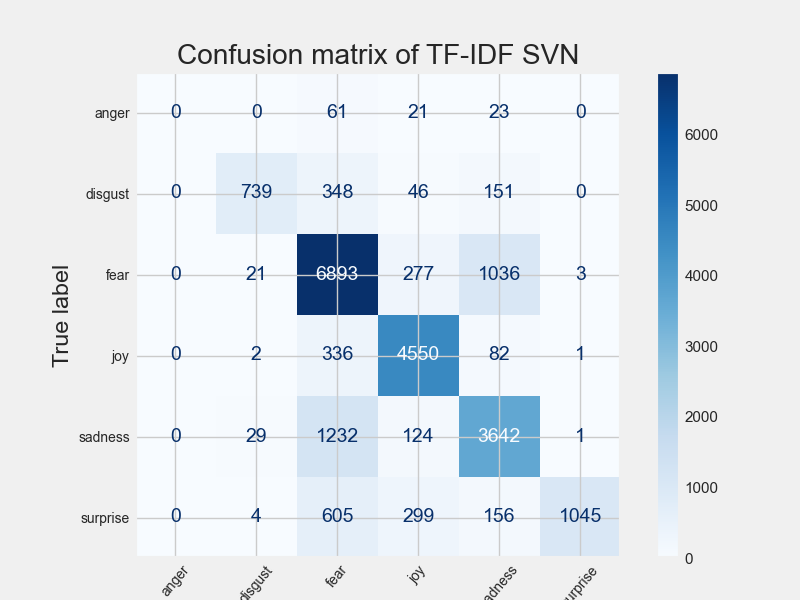 Confusion matrix of TF-IDF SVN
anger 0 0 61 21 23 0
disgust 0 739 348 46 151 0
fear 0 21 6893 277 1036 3
joy 0 2 336 4550 82 1
sadness 0 29 1232 124 3642 1
surprise 0 4 605 299 156 1045
True label
anger disgust fear joy adness urprise
6000
5000
4000
3000
2000
1000
0